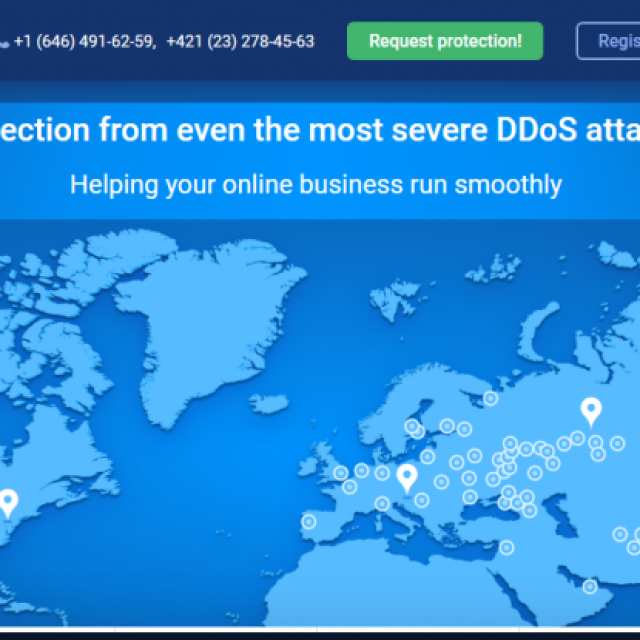 +1 (646) 491-62-59, +421 (23) 278-45-63 Request protection! Regis
ection from even the most severe DDoS atta
Helping your online business run smoothly